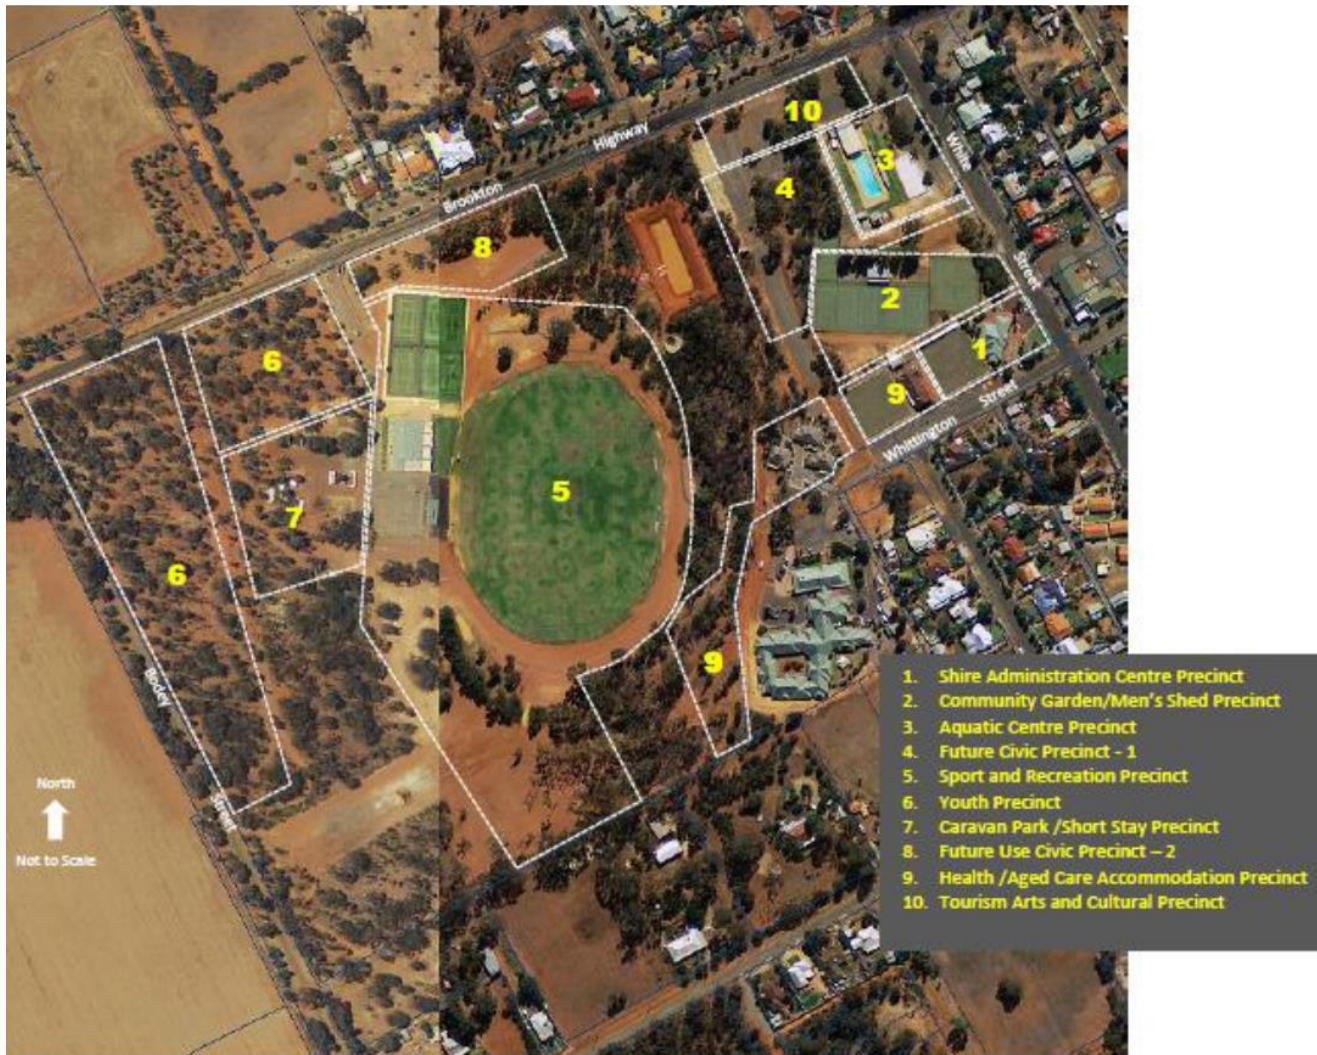 10
White
Highway
3
4
Brookton
8
Street
2
1
6
9
Street
Whittington
5
7
6
9
Bodey
Street
North
Not to Scale
1. Shire Administration Centre Precinct
2. Community Garden/Men's Shed Precinct
3. Aquatic Centre Precinct
4. Future Civic Precinct - 1
5. Sport and Recreation Precinct
6. Youth Precinct
7. Caravan Park /Short Stay Precinct
8. Future Use Civic Precinct – 2
9. Health /Aged Care Accommodation Precinct
10. Tourism Arts and Cultural Precinct